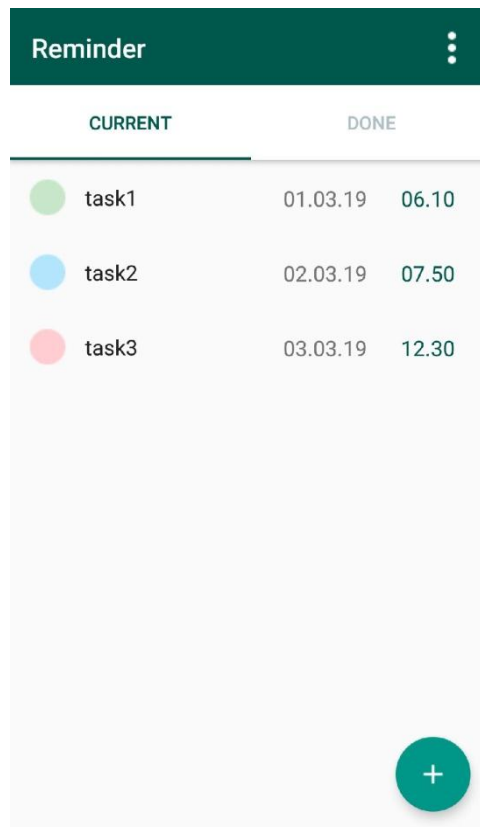 Reminder
CURRENT DONE
task1 01.03.19 06.10
task2 02.03.19 07.50
task3 03.03.19 12.30
+